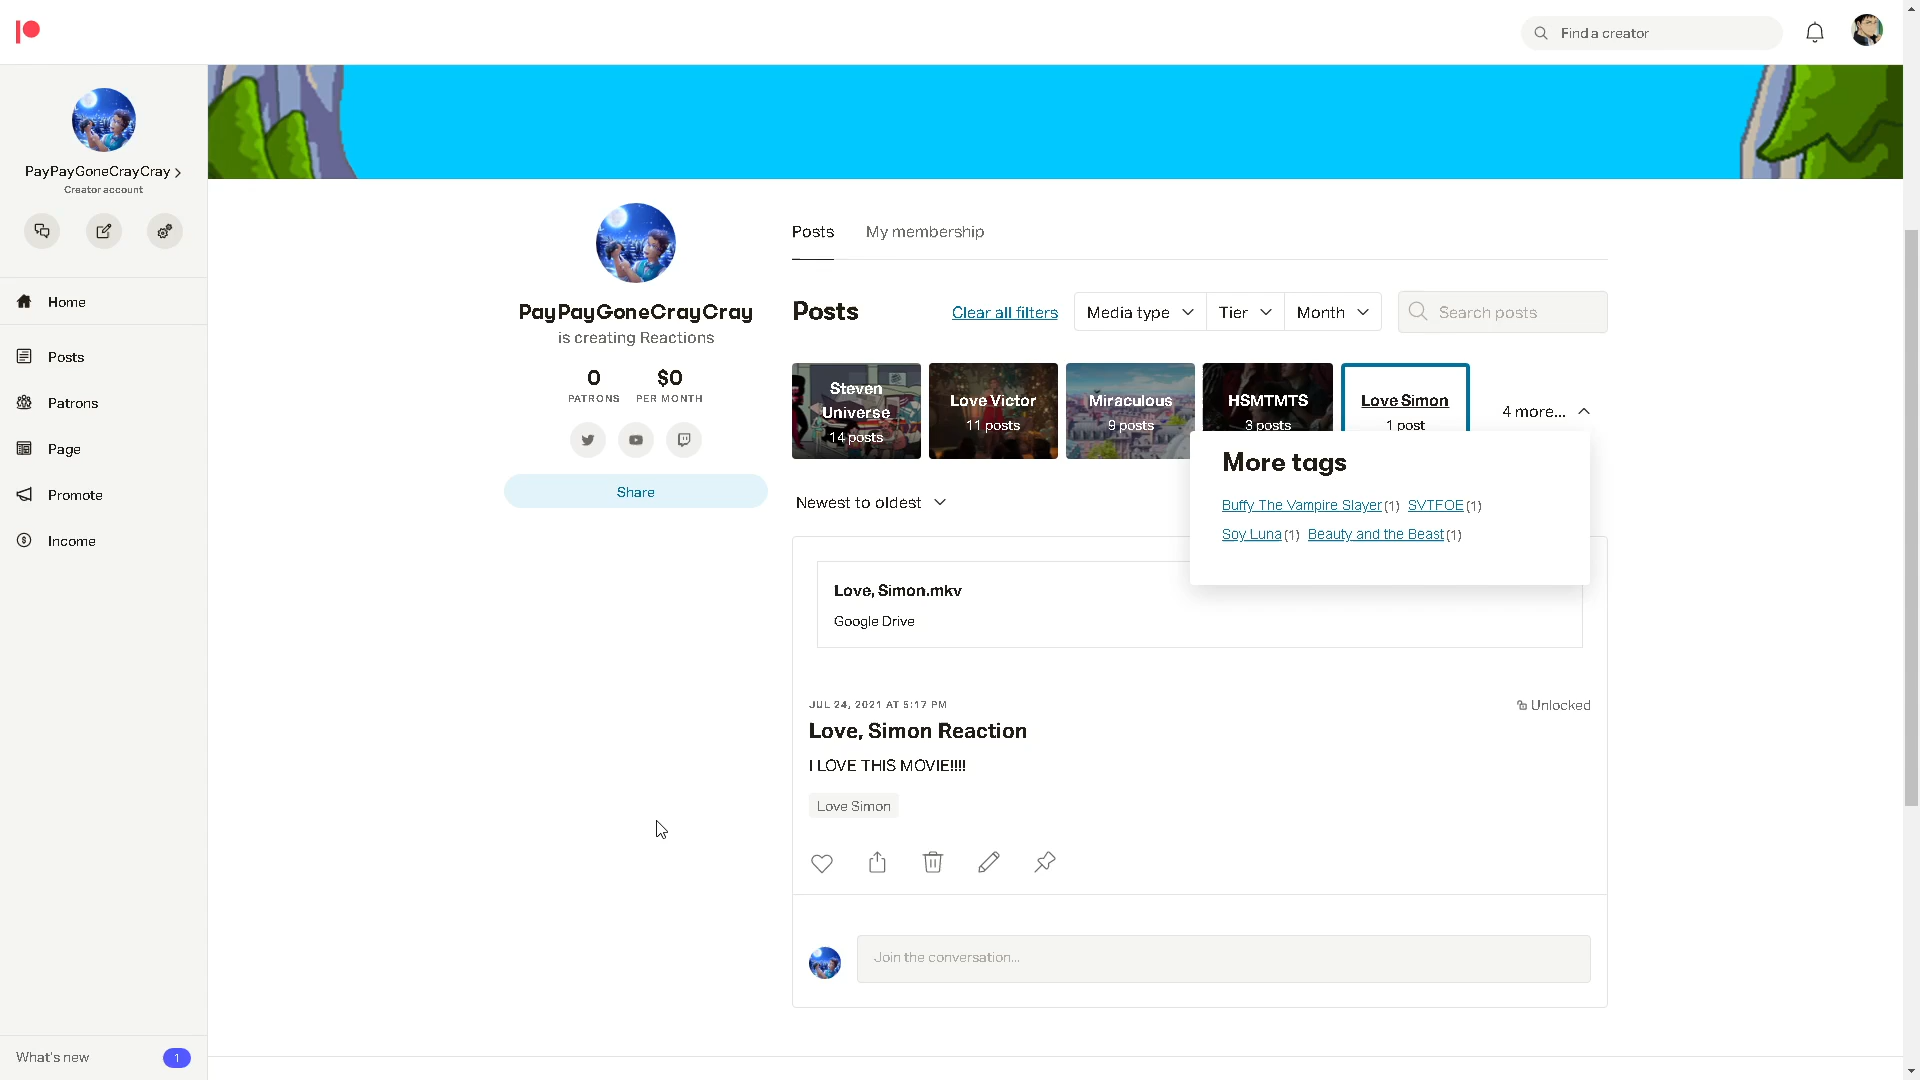 Find a creator
PayPayGoneCrayCray
Creator account
Home
Posts
Patrons
Page
Promote
Income
What's new
1
PayPayGoneCrayCray
is creating Reactions
0
PATRONS
$0
PER MONTH
Share
Posts
My membership
Posts
Clear all filters
Media type
Tier
Month
Search posts
Steven
Universe
14 posts
Love Victor
11 posts
Miraculous
9 posts
HSMTMTS
3 posts
Love Simon
1 post
4 more...
More tags
Buffy The Vampire Slayer (1) SVTFOE (1)
Soy Luna (1) Beauty and the Beast (1)
Newest to oldest
Love, Simon.mkv
Google Drive
JUL 24, 2021 AT 5:17 PM
Unlocked
Love, Simon Reaction
I LOVE THIS MOVIE!!!!
Love Simon
Join the conversation...